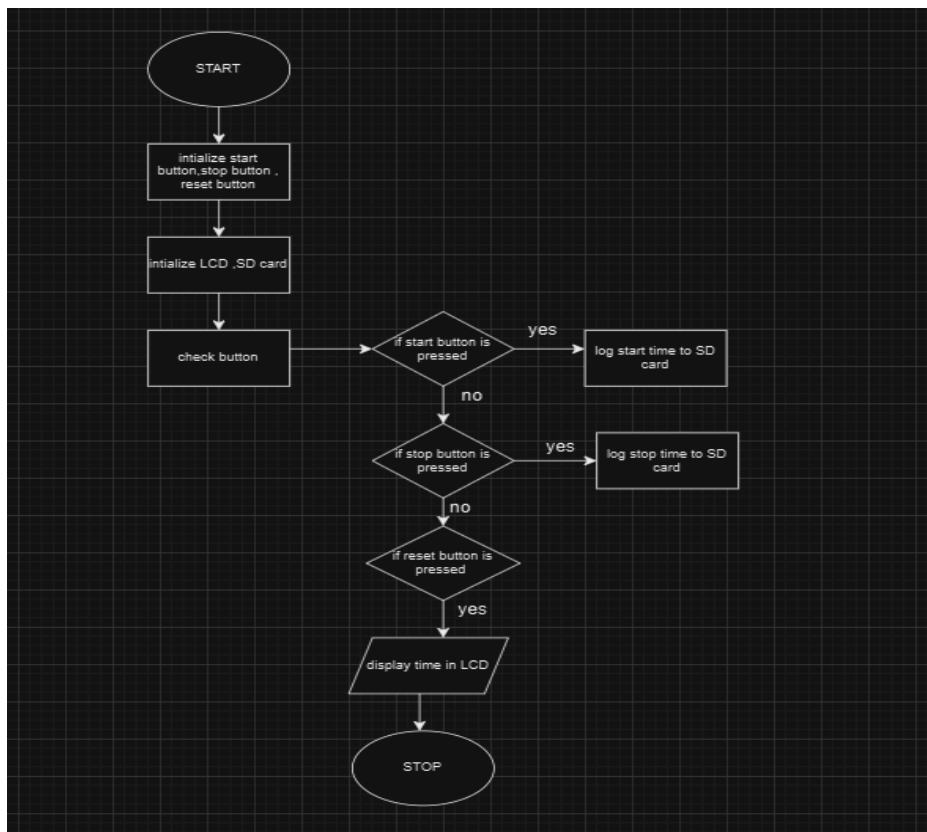 START
intialize start
button,stop button ,
reset button
intialize LCD ,SD card
check button
if start button is
pressed
yes
log start time to SD
card
no
if stop button is
pressed
yes
log stop time to SD
card
no
if reset button is
pressed
yes
display time in LCD
STOP